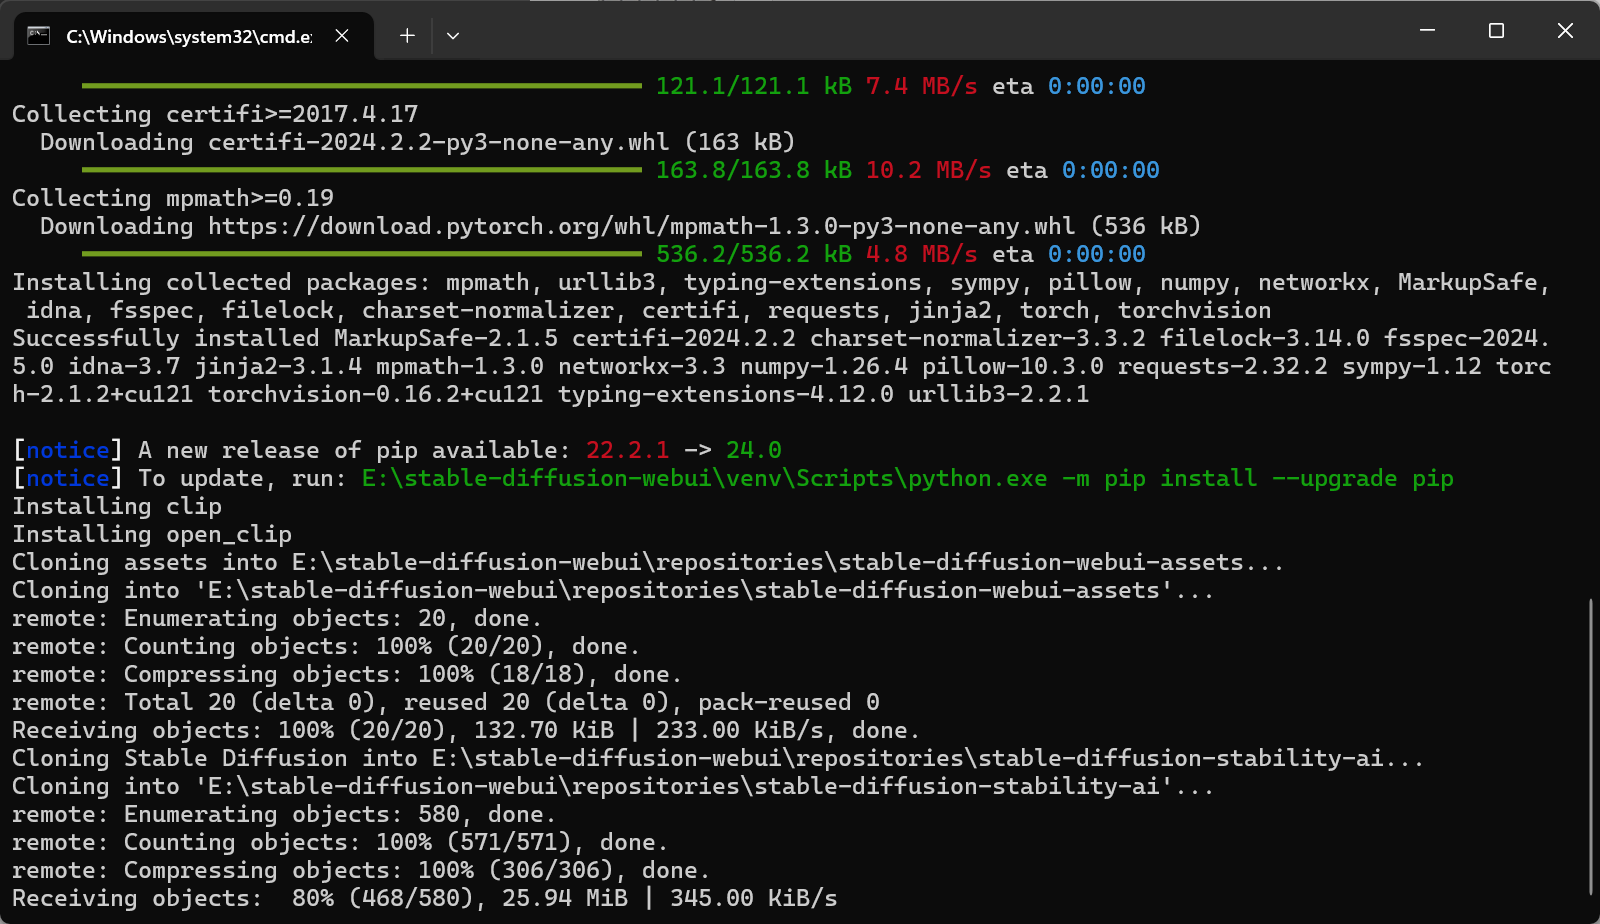 C:\Windows\system32\cmd.e
121.1/121.1 kB 7.4 MB/s eta 0:00:00
Collecting certifi>=2017.4.17
  Downloading certifi-2024.2.2-py3-none-any.whl (163 kB)
163.8/163.8 kB 10.2 MB/s eta 0:00:00
Collecting mpmath>=0.19
  Downloading https://download.pytorch.org/whl/mpmath-1.3.0-py3-none-any.whl (536 kB)
536.2/536.2 kB 4.8 MB/s eta 0:00:00
Installing collected packages: mpmath, urllib3, typing-extensions, sympy, pillow, numpy, networkx, MarkupSafe,
 idna, fsspec, filelock, charset-normalizer, certifi, requests, jinja2, torch, torchvision
Successfully installed MarkupSafe-2.1.5 certifi-2024.2.2 charset-normalizer-3.3.2 filelock-3.14.0 fsspec-2024.
5.0 idna-3.7 jinja2-3.1.4 mpmath-1.3.0 networkx-3.3 numpy-1.26.4 pillow-10.3.0 requests-2.32.2 sympy-1.12 torc
h-2.1.2+cu121 torchvision-0.16.2+cu121 typing-extensions-4.12.0 urllib3-2.2.1
[notice] A new release of pip available: 22.2.1 -> 24.0
[notice] To update, run: E:\stable-diffusion-webui\venv\Scripts\python.exe -m pip install --upgrade pip
Installing clip
Installing open_clip
Cloning assets into E:\stable-diffusion-webui\repositories\stable-diffusion-webui-assets...
Cloning into 'E:\stable-diffusion-webui\repositories\stable-diffusion-webui-assets'...
remote: Enumerating objects: 20, done.
remote: Counting objects: 100% (20/20), done.
remote: Compressing objects: 100% (18/18), done.
remote: Total 20 (delta 0), reused 20 (delta 0), pack-reused 0
Receiving objects: 100% (20/20), 132.70 KiB | 233.00 KiB/s, done.
Cloning Stable Diffusion into E:\stable-diffusion-webui\repositories\stable-diffusion-stability-ai...
Cloning into 'E:\stable-diffusion-webui\repositories\stable-diffusion-stability-ai'...
remote: Enumerating objects: 580, done.
remote: Counting objects: 100% (571/571), done.
remote: Compressing objects: 100% (306/306), done.
Receiving objects:  80% (468/580), 25.94 MiB | 345.00 KiB/s